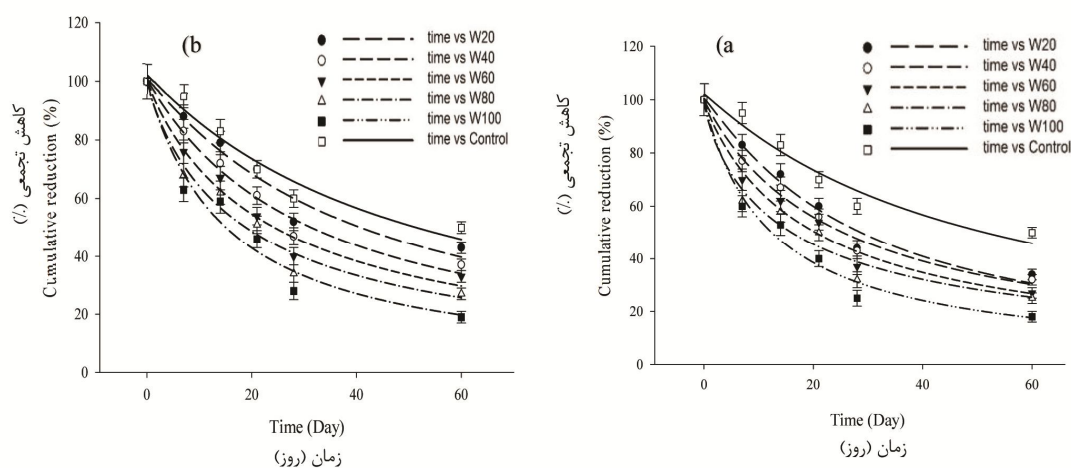 (b)
time vs W20
time vs W40
time vs W60
time vs W80
time vs W100
time vs Control
120
100
80
60
40
20
0
کاهش تجمعی (٪)
Cumulative reduction (%)
0
20
40
60
Time (Day)
زمان (روز)
(a
time vs W20
time vs W40
time vs W60
time vs W80
time vs W100
time vs Control
120
100
80
60
40
20
0
کاهش تجمعی (٪)
Cumulative reduction (%)
0
20
40
60
Time (Day)
زمان (روز)